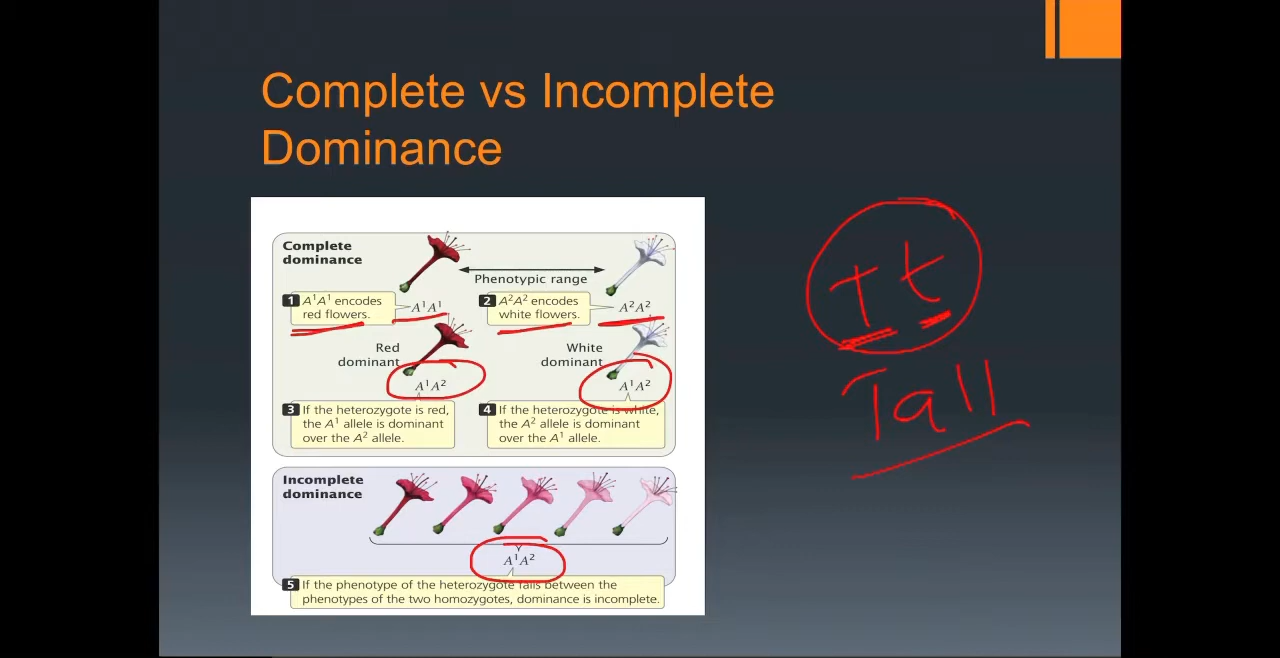 Complete vs Incomplete
Dominance
Complete
dominance
Phenotypic range
1 A¹A¹ encodes
red flowers.
A¹A¹
2 A²A² encodes
white flowers.
A²A²
Red
dominant
A¹A²
White
dominant
A¹A²
3 If the heterozygote is red,
the A¹ allele is dominant
over the A² allele.
4 If the heterozygote is white,
the A² allele is dominant
over the A¹ allele.
Incomplete
dominance
A¹A²
5 If the phenotype of the heterozygote falls between the
phenotypes of the two homozygotes, dominance is incomplete.
T t
Tall